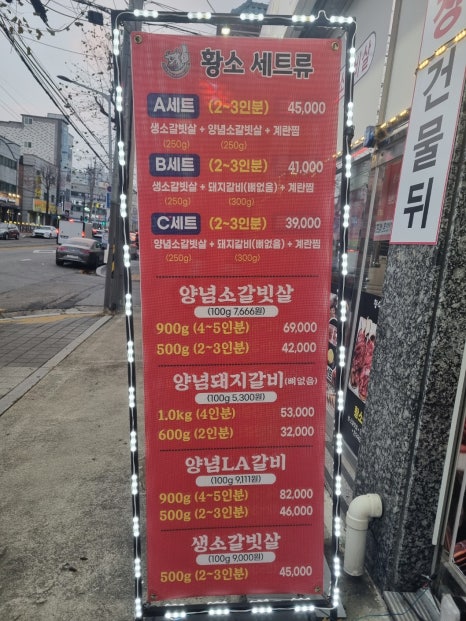 황소 세트류
A세트 (2~3인분) 45,000
생소갈빗살 + 양념소갈빗살 + 계란찜
(250g) (250g)
B세트 (2~3인분) 41,000
생소갈빗살 + 돼지갈비(뼈없음) + 계란찜
(250g) (300g)
C세트 (2~3인분) 39,000
양념소갈빗살 + 돼지갈비(뼈없음) + 계란찜
(250g) (300g)
양념소갈빗살
(100g 7,666원)
900g (4~5인분) 69,000
500g (2~3인분) 42,000
양념돼지갈비(뼈없음)
(100g 5,300원)
1.0kg (4인분) 53,000
600g (2인분) 32,000
양념LA갈비
(100g 9,111원)
900g (4~5인분) 82,000
500g (2~3인분) 46,000
생소갈빗살
(100g 9,000원)
500g (2~3인분) 45,000
건물뒤